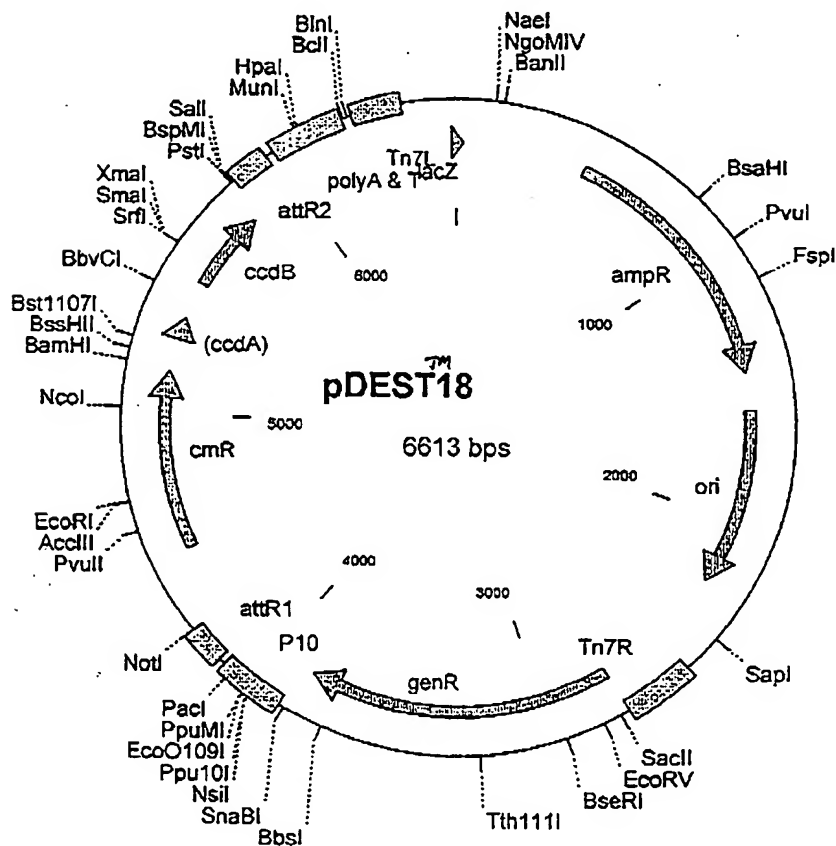 BlnI
BclI
HpaI
MunI
SalI
BspMI
PstI
XmaI
SmaI
SrfI
BbvCI
Bst1107I
BssHII
BamHI
NcoI
EcoRI
AccIII
PvuII
NotI
PacI
PpuMI
EcoO109I
Ppu10I
NsiI
SnaBI
BbsI
Tth111I
BseRI
EcoRV
SacII
SapI
FspI
PvuI
BsaHI
BanII
NgoMIV
NaeI
Tn7L
lacZ
polyA & T
attR2
ccdB
(ccdA)
cmR
attR1
P10
genR
Tn7R
ori
ampR
1000
2000
3000
4000
5000
6000
pDEST™18
6613 bps